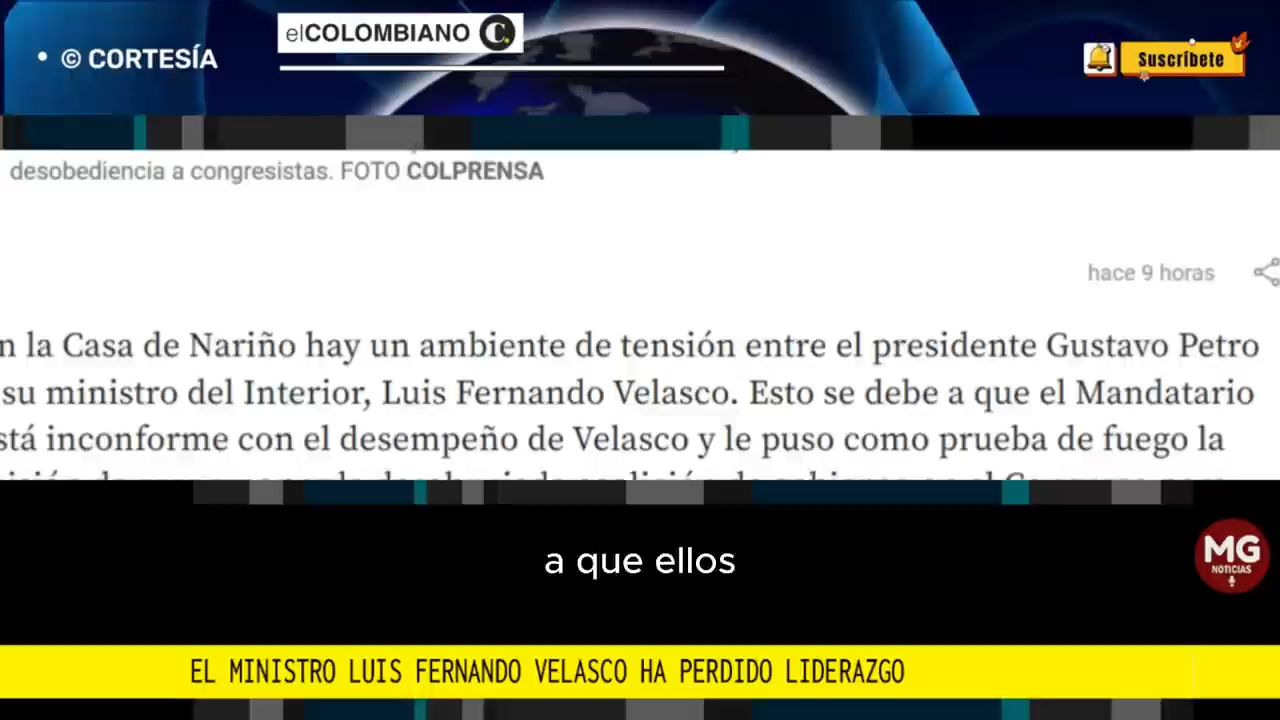 elCOLOMBIANO C.
• © CORTESÍA
Suscríbete
desobediencia a congresistas. FOTO COLPRENSA
hace 9 horas
n la Casa de Nariño hay un ambiente de tensión entre el presidente Gustavo Petro
su ministro del Interior, Luis Fernando Velasco. Esto se debe a que el Mandatario
stá inconforme con el desempeño de Velasco y le puso como prueba de fuego la
a que ellos
MG
NOTICIAS
EL MINISTRO LUIS FERNANDO VELASCO HA PERDIDO LIDERAZGO